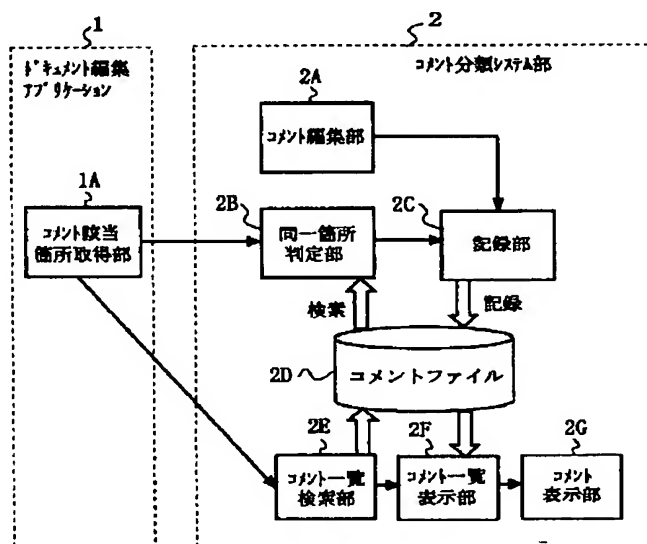 1
2
ドキュメント編集
アプリケーション
コメント分類システム部
2A
コメント編集部
1A
コメント該当
箇所取得部
2B
同一箇所
判定部
2C
記録部
検索
記録
2D
コメントファイル
2E
コメント一覧
検索部
2F
コメント一覧
表示部
2G
コメント
表示部